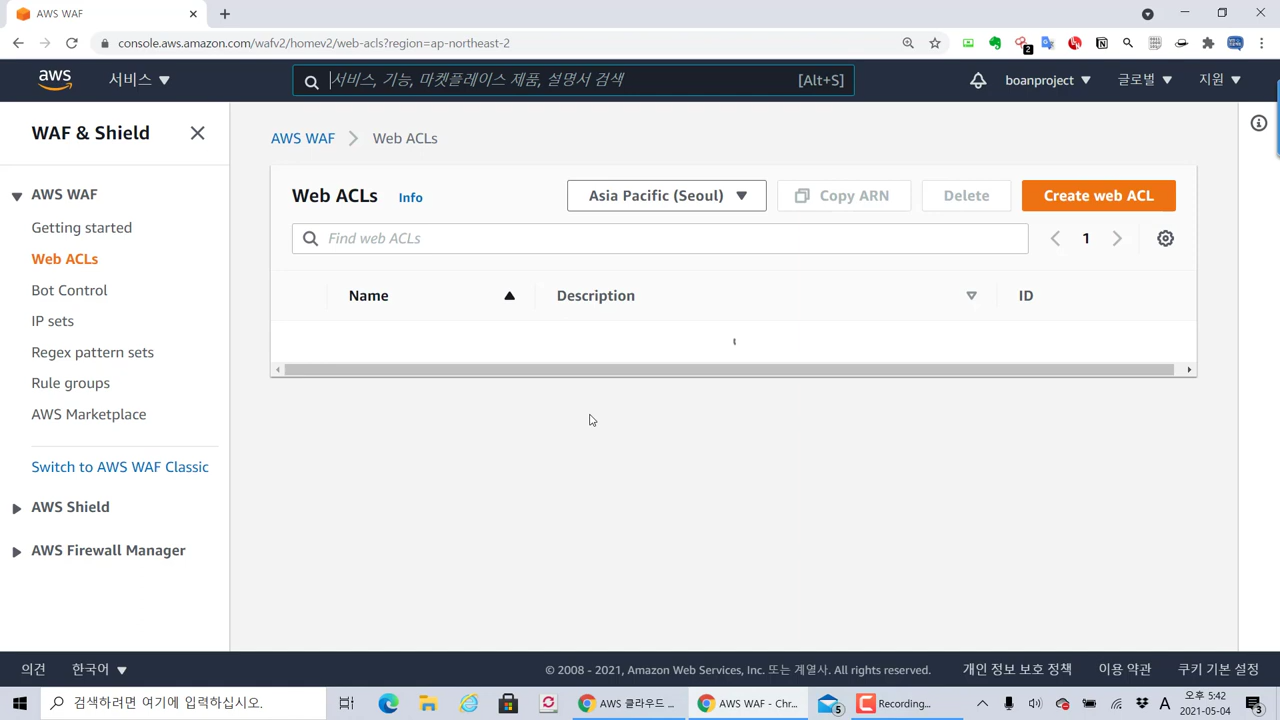 AWS WAF
console.aws.amazon.com/wafv2/homev2/web-acls?region=ap-northeast-2
2
aws
서비스
서비스, 기능, 마켓플레이스 제품, 설명서 검색
[Alt+S]
boanproject
글로벌
지원
WAF & Shield
AWS WAF
Getting started
Web ACLs
Bot Control
IP sets
Regex pattern sets
Rule groups
AWS Marketplace
Switch to AWS WAF Classic
AWS Shield
AWS Firewall Manager
AWS WAF
Web ACLs
Web ACLs
Info
Asia Pacific (Seoul)
Copy ARN
Delete
Create web ACL
Find web ACLs
1
Name
Description
ID
의견
한국어
© 2008 - 2021, Amazon Web Services, Inc. 또는 계열사. All rights reserved.
개인 정보 보호 정책
이용 약관
쿠키 기본 설정
검색하려면 여기에 입력하십시오.
AWS 클라우드 ...
AWS WAF - Chr...
5
Recording...
A
오후 5:42
2021-05-04
3